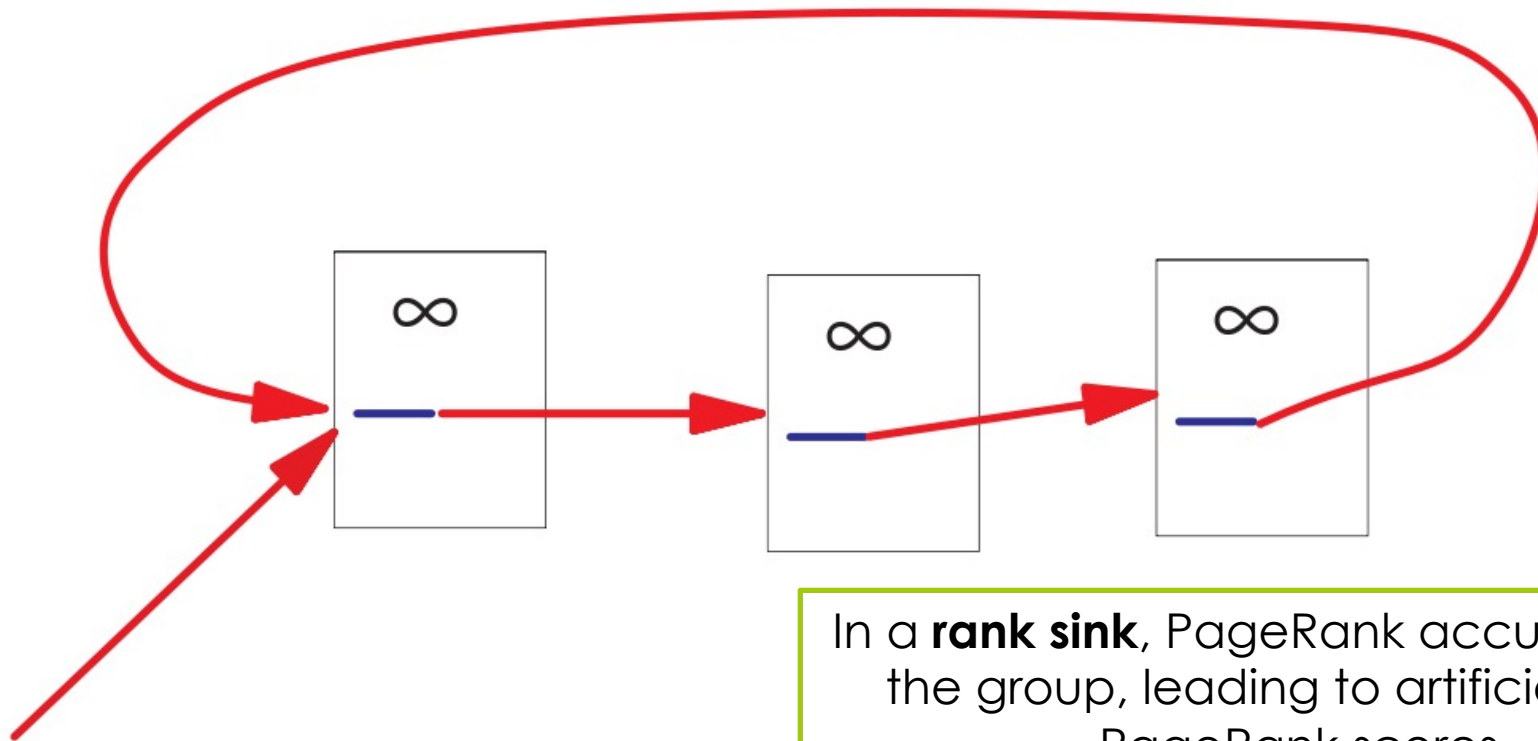 ∞ ∞ ∞
In a rank sink, PageRank
the group, leading to
PageRank scores